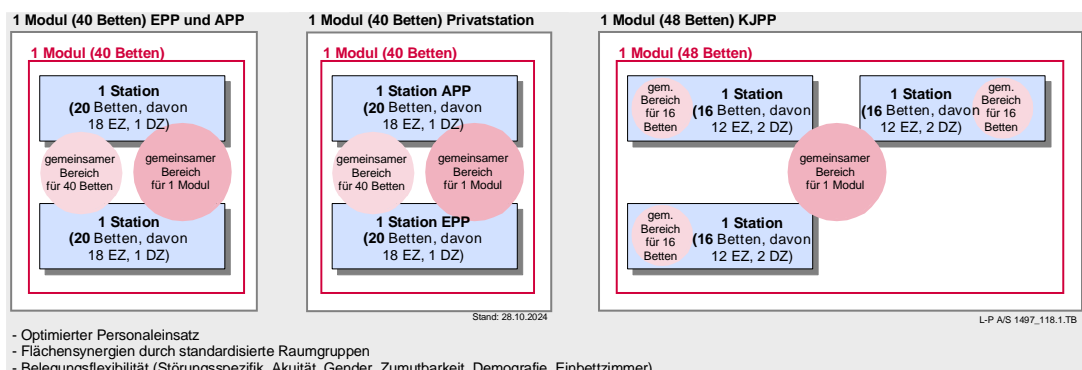 1 Modul (40 Betten) EPP und APP
1 Modul (40 Betten)
1 Station
(20 Betten, davon
18 EZ, 1 DZ)
gemeinsamer
Bereich
für 40 Betten
gemeinsamer
Bereich
für 1 Modul
1 Station
(20 Betten, davon
18 EZ, 1 DZ)
1 Modul (40 Betten) Privatstation
1 Modul (40 Betten)
1 Station APP
(20 Betten, davon
18 EZ, 1 DZ)
gemeinsamer
Bereich
für 40 Betten
gemeinsamer
Bereich
für 1 Modul
1 Station EPP
(20 Betten, davon
18 EZ, 1 DZ)
Stand: 28.10.2024
1 Modul (48 Betten) KJPP
1 Modul (48 Betten)
gem.
Bereich
für 16
Betten
1 Station
(16 Betten, davon
12 EZ, 2 DZ)
1 Station
(16 Betten, davon
12 EZ, 2 DZ)
gem.
Bereich
für 16
Betten
gemeinsamer
Bereich
für 1 Modul
gem.
Bereich
für 16
Betten
1 Station
(16 Betten, davon
12 EZ, 2 DZ)
L-P A/S 1497_118.1.TB
- Optimierter Personaleinsatz
- Flächensynergien durch standardisierte Raumgruppen
- Belegungsflexibilität (Störungsspezifik, Akuität, Gender, Zumutbarkeit, Demografie, Einbettzimmer)